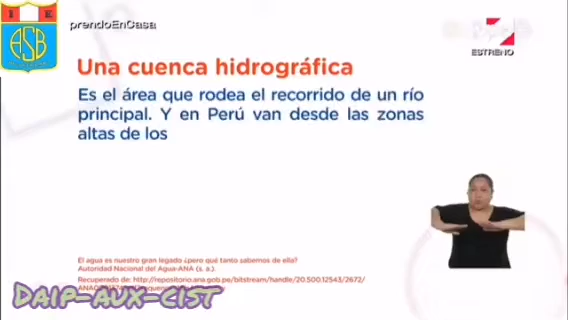 I E
ASB
prendoEnCasa
ESTRENO
Una cuenca hidrográfica
Es el área que rodea el recorrido de un río
principal. Y en Perú van desde las zonas
altas de los
El agua es nuestro gran legado ¿pero qué tanto sabemos de ella?
Autoridad Nacional del Agua-ANA (s. a.).
Recuperado de: http://repositorio.ana.gob.pe/bitstream/handle/20.500.12543/2672/
DAIP-AUX-CIST